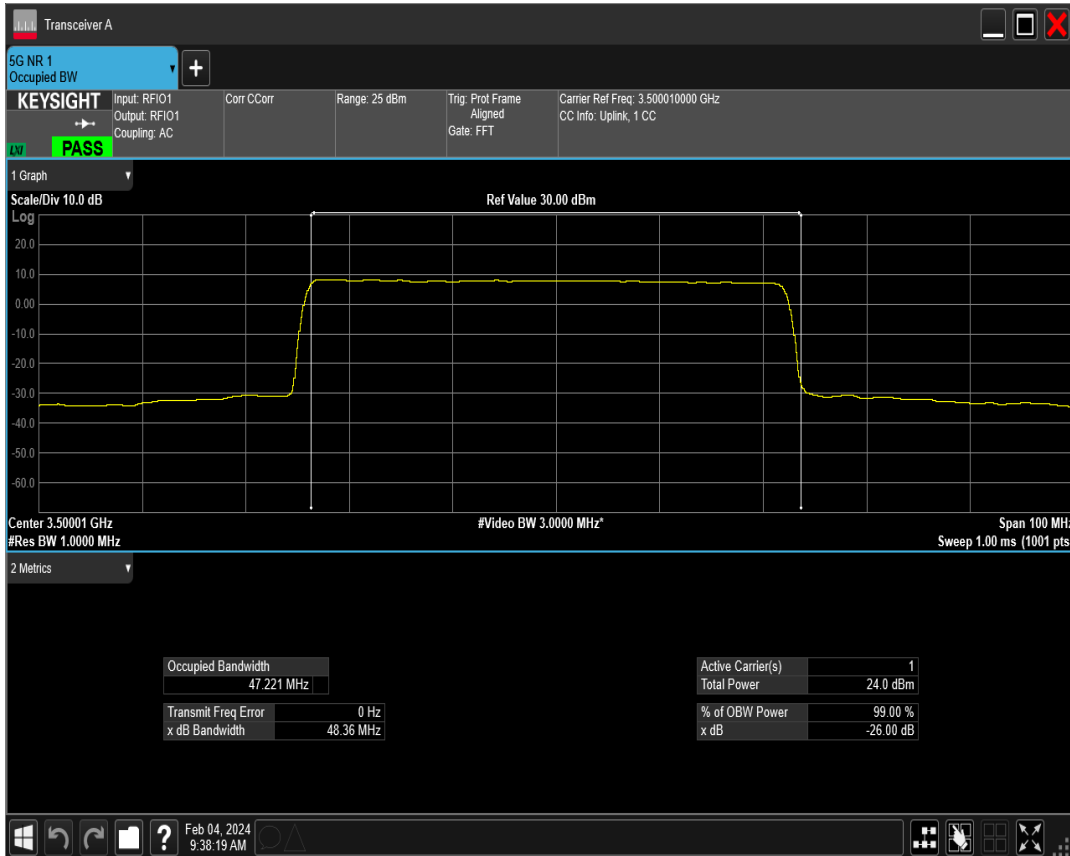 Transceiver A
5G NR 1
Occupied BW
KEYSIGHT
LXI
PASS
Input: RFIO1
Output: RFIO1
Coupling: AC
Corr CCorr
Range: 25 dBm
Trig: Prot Frame
Aligned
Gate: FFT
Carrier Ref Freq: 3.500010000 GHz
CC Info: Uplink, 1 CC
1 Graph
Scale/Div 10.0 dB
Ref Value 30.00 dBm
Log
20.0
10.0
0.00
-10.0
-20.0
-30.0
-40.0
-50.0
-60.0
Center 3.50001 GHz
#Video BW 3.0000 MHz*
Span 100 MHz
#Res BW 1.0000 MHz
Sweep 1.00 ms (1001 pts
2 Metrics
Occupied Bandwidth
47.221 MHz
Transmit Freq Error 0 Hz
x dB Bandwidth 48.36 MHz
Active Carrier(s) 1
Total Power 24.0 dBm
% of OBW Power 99.00 %
x dB -26.00 dB
?
Feb 04, 2024
9:38:19 AM